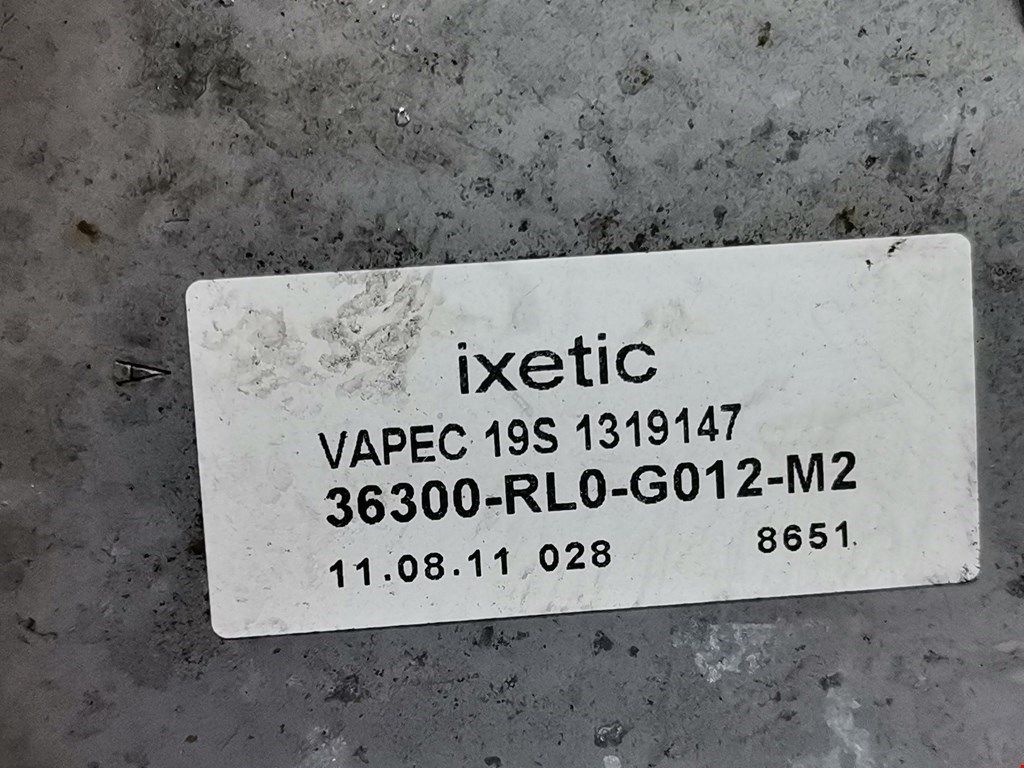 ixetic
VAPEC 19S 1319147
36300-RL0-G012-M2
11.08.11 028 8651